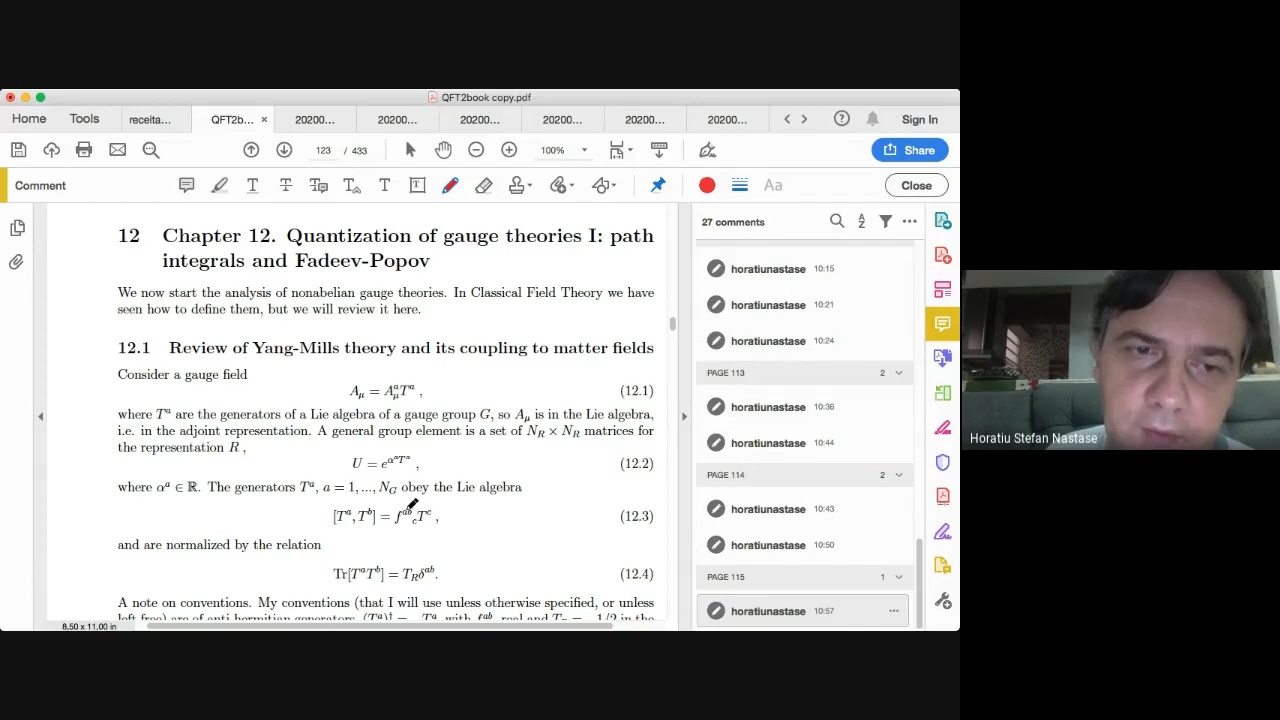 QFT2book copy.pdf
Home Tools receita... QFT2b... × 20200... 20200... 20200... 20200... 20200... 20200... Sign In
123 / 433 100% Share
Comment Aa Close
27 comments
12 Chapter 12. Quantization of gauge theories I: path
integrals and Fadeev-Popov
We now start the analysis of nonabelian gauge theories. In Classical Field Theory we have
seen how to define them, but we will review it here.
12.1 Review of Yang-Mills theory and its coupling to matter fields
Consider a gauge field
A_μ = A^a_μ T^a , (12.1)
where T^a are the generators of a Lie algebra of a gauge group G, so A_μ is in the Lie algebra,
i.e. in the adjoint representation. A general group element is a set of N_R × N_R matrices for
the representation R ,
U = e^{α^a T^a} , (12.2)
where α^a ∈ ℝ. The generators T^a, a = 1, ..., N_G obey the Lie algebra
[T^a, T^b] = f^{ab}_c T^c , (12.3)
and are normalized by the relation
Tr[T^a T^b] = T_R δ^{ab}. (12.4)
A note on conventions. My conventions (that I will use unless otherwise specified, or unless
8,50 x 11,00 in
horatiunastase 10:15
horatiunastase 10:21
horatiunastase 10:24
PAGE 113 2
horatiunastase 10:36
horatiunastase 10:44
PAGE 114 2
horatiunastase 10:43
horatiunastase 10:50
PAGE 115 1
horatiunastase 10:57 ...
Horatiu Stefan Nastase